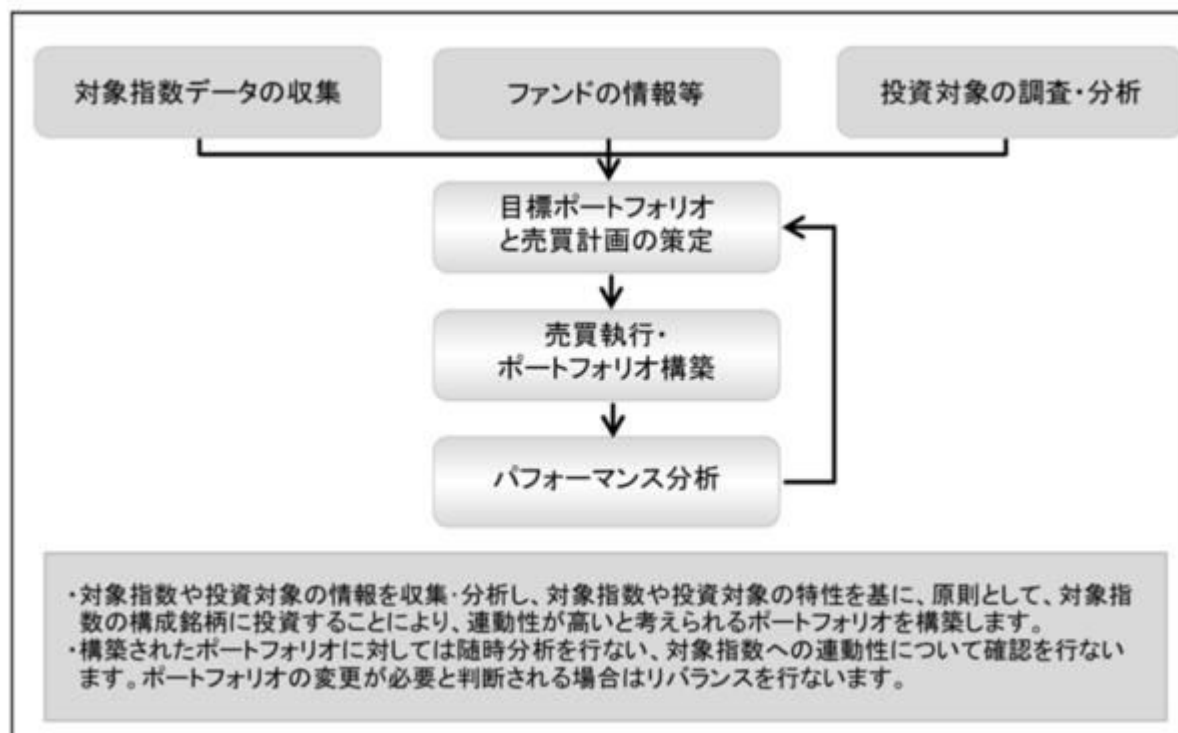 対象指数データの収集
ファンドの情報等
投資対象の調査・分析
目標ポートフォリオ
と売買計画の策定
売買執行・
ポートフォリオ構築
パフォーマンス分析
・対象指数や投資対象の情報を収集・分析し、対象指数や投資対象の特性を基に、原則として、対象指
数の構成銘柄に投資することにより、連動性が高いと考えられるポートフォリオを構築します。
・構築されたポートフォリオに対しては随時分析を行ない、対象指数への連動性について確認を行ない
ます。ポートフォリオの変更が必要と判断される場合はリバランスを行ないます。